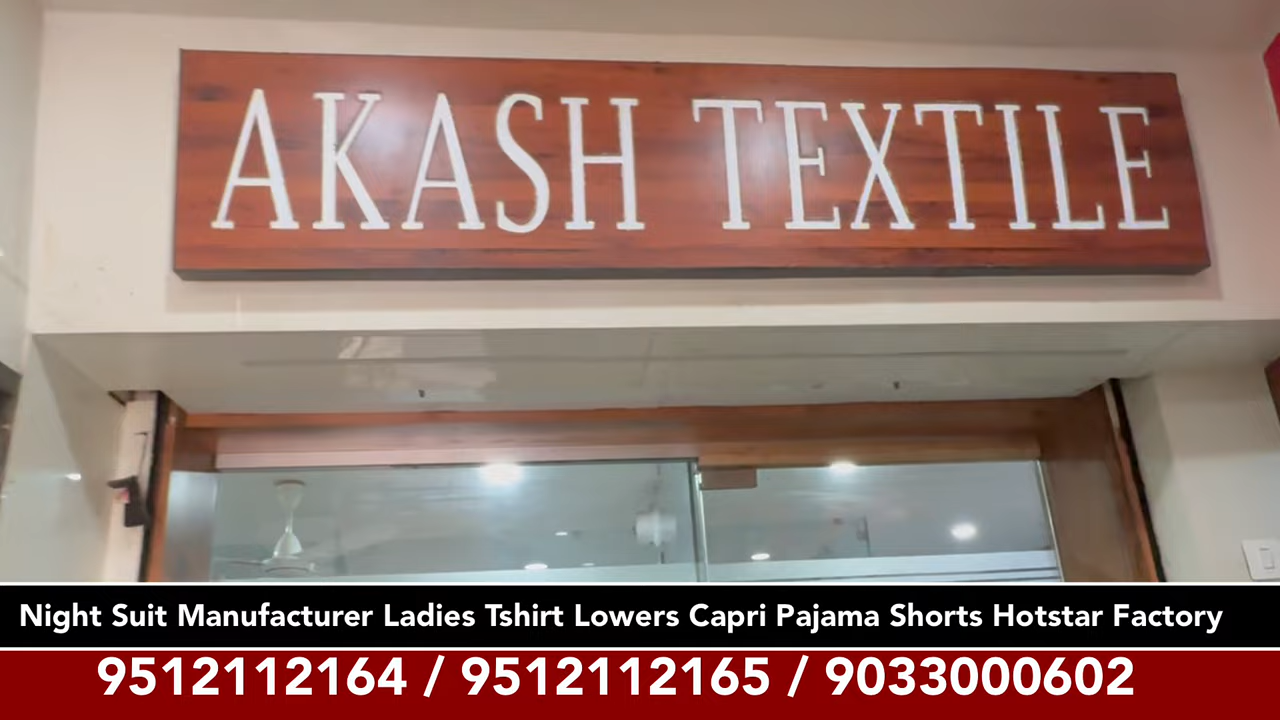 AKASH TEXTILE
Night Suit Manufacturer Ladies Tshirt Lowers Capri Pajama Shorts Hotstar Factory
9512112164 / 9512112165 / 9033000602